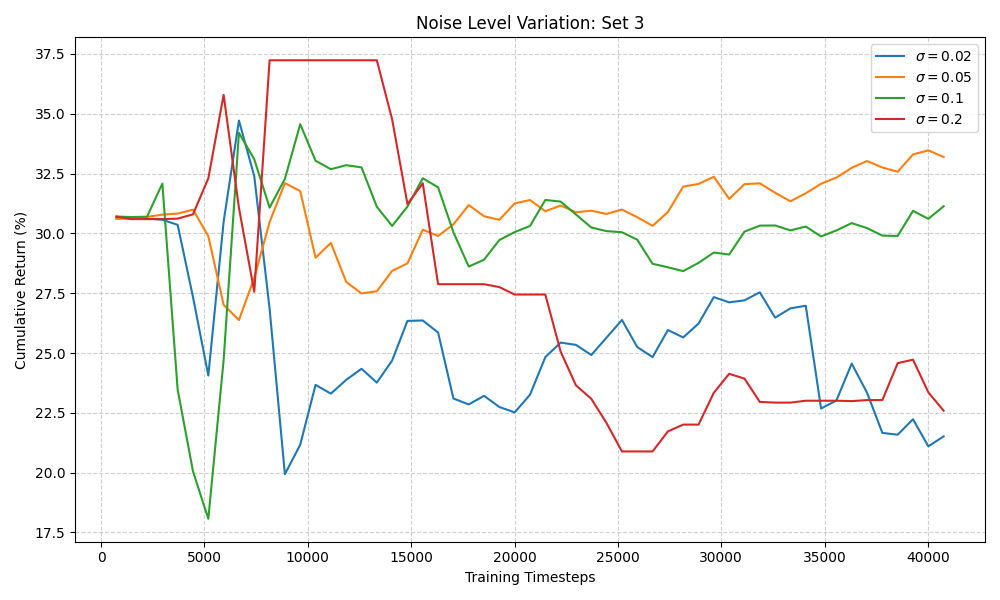 Noise Level Variation: Set 3
σ = 0.02
σ = 0.05
σ = 0.1
σ = 0.2
Cumulative Return (%)
37.5
35.0
32.5
30.0
27.5
25.0
22.5
20.0
17.5
0 5000 10000 15000 20000 25000 30000 35000 40000
Training Timesteps